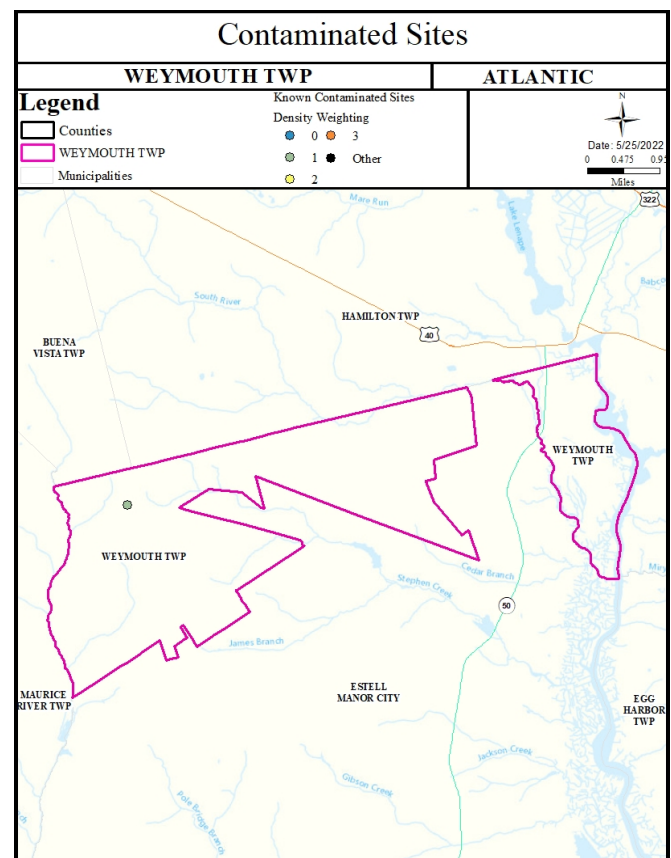 Contaminated Sites
WEYMOUTH TWP
ATLANTIC
Legend
Counties
WEYMOUTH TWP
Municipalities
Known Contaminated Sites
Density Weighting
0
3
1
Other
2
N
Date: 5/25/2022
0 0.475
Miles
Mare Run
Lake Lenape
322
South River
HAMILTON TWP
40
BUENA
VISTA TWP
WEYMOUTH
TWP
WEYMOUTH TWP
Cedar Branch
Stephen Creek
50
James Branch
MAURICE
RIVER TWP
ESTELL
MANOR CITY
EGG
HARBOR
TWP
Jackson Creek
Gibson Creek
Pole Bridge Branch